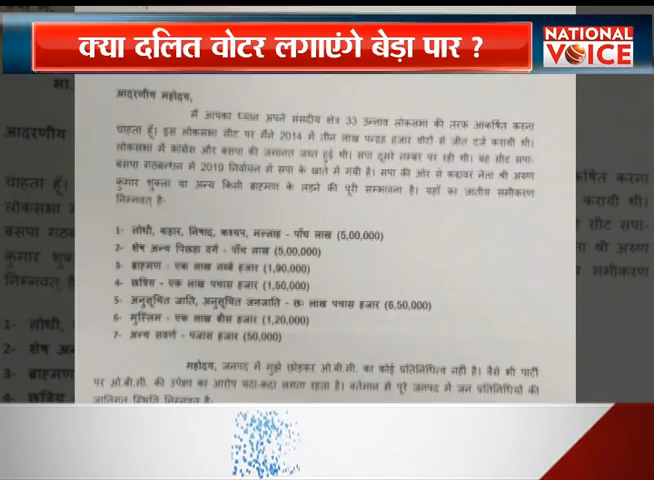 क्या दलित वोटर लगाएंगे बेड़ा पार ?
NATIONAL
VOICE
आदरणीय महोदय,
मैं आपका ध्यान अपने संसदीय क्षेत्र 33 उन्नाव लोकसभा की तरफ आकर्षित करना
चाहता हूँ। इस लोकसभा सीट पर मैंने 2014 में तीन लाख पन्द्रह हजार वोटों से जीत दर्ज करायी थी।
लोकसभा में कांग्रेस और बसपा की जमानत जब्त हुई थी। सपा दूसरे नम्बर पर रही थी। यह सीट सपा-
बसपा गठबन्धन में 2019 निर्वाचन में सपा के खाते में गयी है। सपा की ओर से कद्दावर नेता श्री अरुण
कुमार शुक्ला या अन्य किसी ब्राह्मण के लड़ने की पूरी सम्भावना है। यहाँ का जातीय समीकरण
निम्नवत् है-
1- लोधी, कहार, निषाद, कश्यप, मल्लाह - पाँच लाख (5,00,000)
2- शेष अन्य पिछड़ा वर्ग - पाँच लाख (5,00,000)
3- ब्राह्मण - एक लाख नब्बे हजार (1,90,000)
4- छत्रिय - एक लाख पचास हजार (1,50,000)
5- अनुसूचित जाति, अनुसूचित जनजाति - छः लाख पचास हजार (6,50,000)
6- मुस्लिम - एक लाख बीस हजार (1,20,000)
7- अन्य सवर्ण - पजास हजार (50,000)
महोदय, जनपद में मुझे छोड़कर ओ.बी.सी. का कोई प्रतिनिधित्व नही है। वैसे भी पार्टी
पर ओ.बी.सी. की उपेक्षा का आरोप यदा-कदा लगता रहता है। वर्तमान में पूरे जनपद में जन प्रतिनिधियों की
जातिगत स्थिति निम्नवत् है-